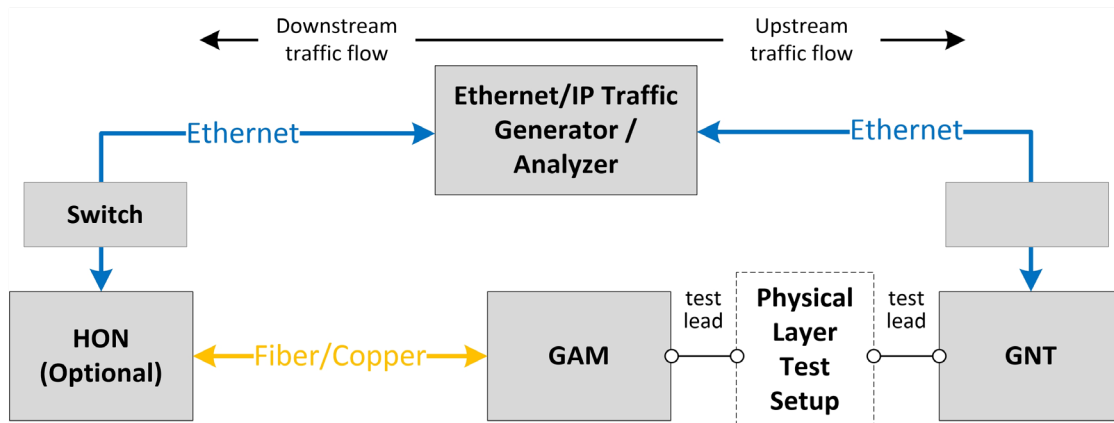 Downstream
traffic flow
Upstream
traffic flow
Ethernet/IP Traffic
Generator /
Analyzer
Ethernet
Ethernet
Switch
HON
(Optional)
Fiber/Copper
GAM
test
lead
Physical
Layer
Test
Setup
test
lead
GNT